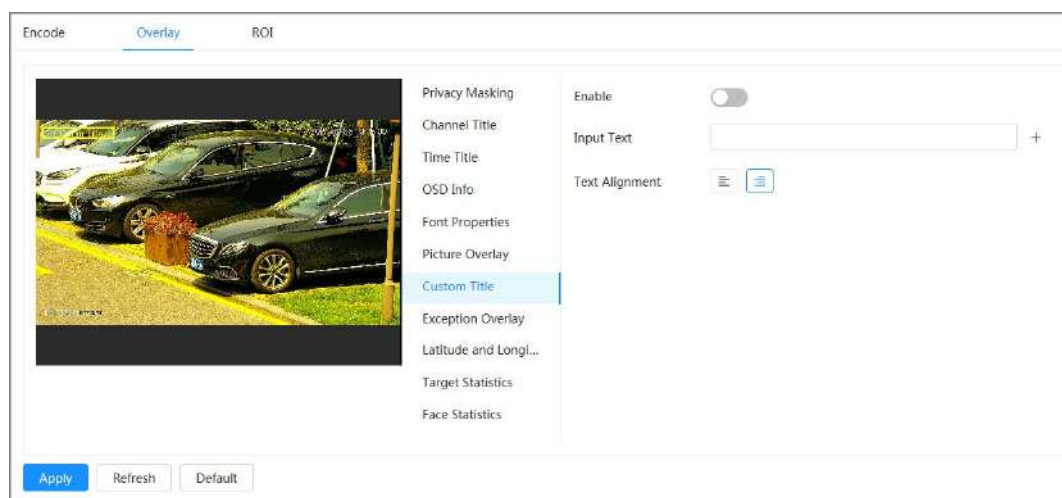 Encode Overlay ROI
Privacy Masking
Channel Title
Time Title
OSD Info
Font Properties
Picture Overlay
Custom Title
Exception Overlay
Latitude and Longi...
Target Statistics
Face Statistics
Enable
Input Text +
Text Alignment
Apply Refresh Default